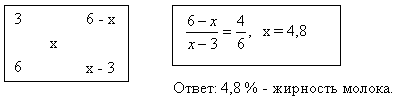 3 6 - x
x
6 x - 3
(6 − x)/(x − 3) = 4/6, x = 4,8
Ответ: 4,8 % - жирность молока.